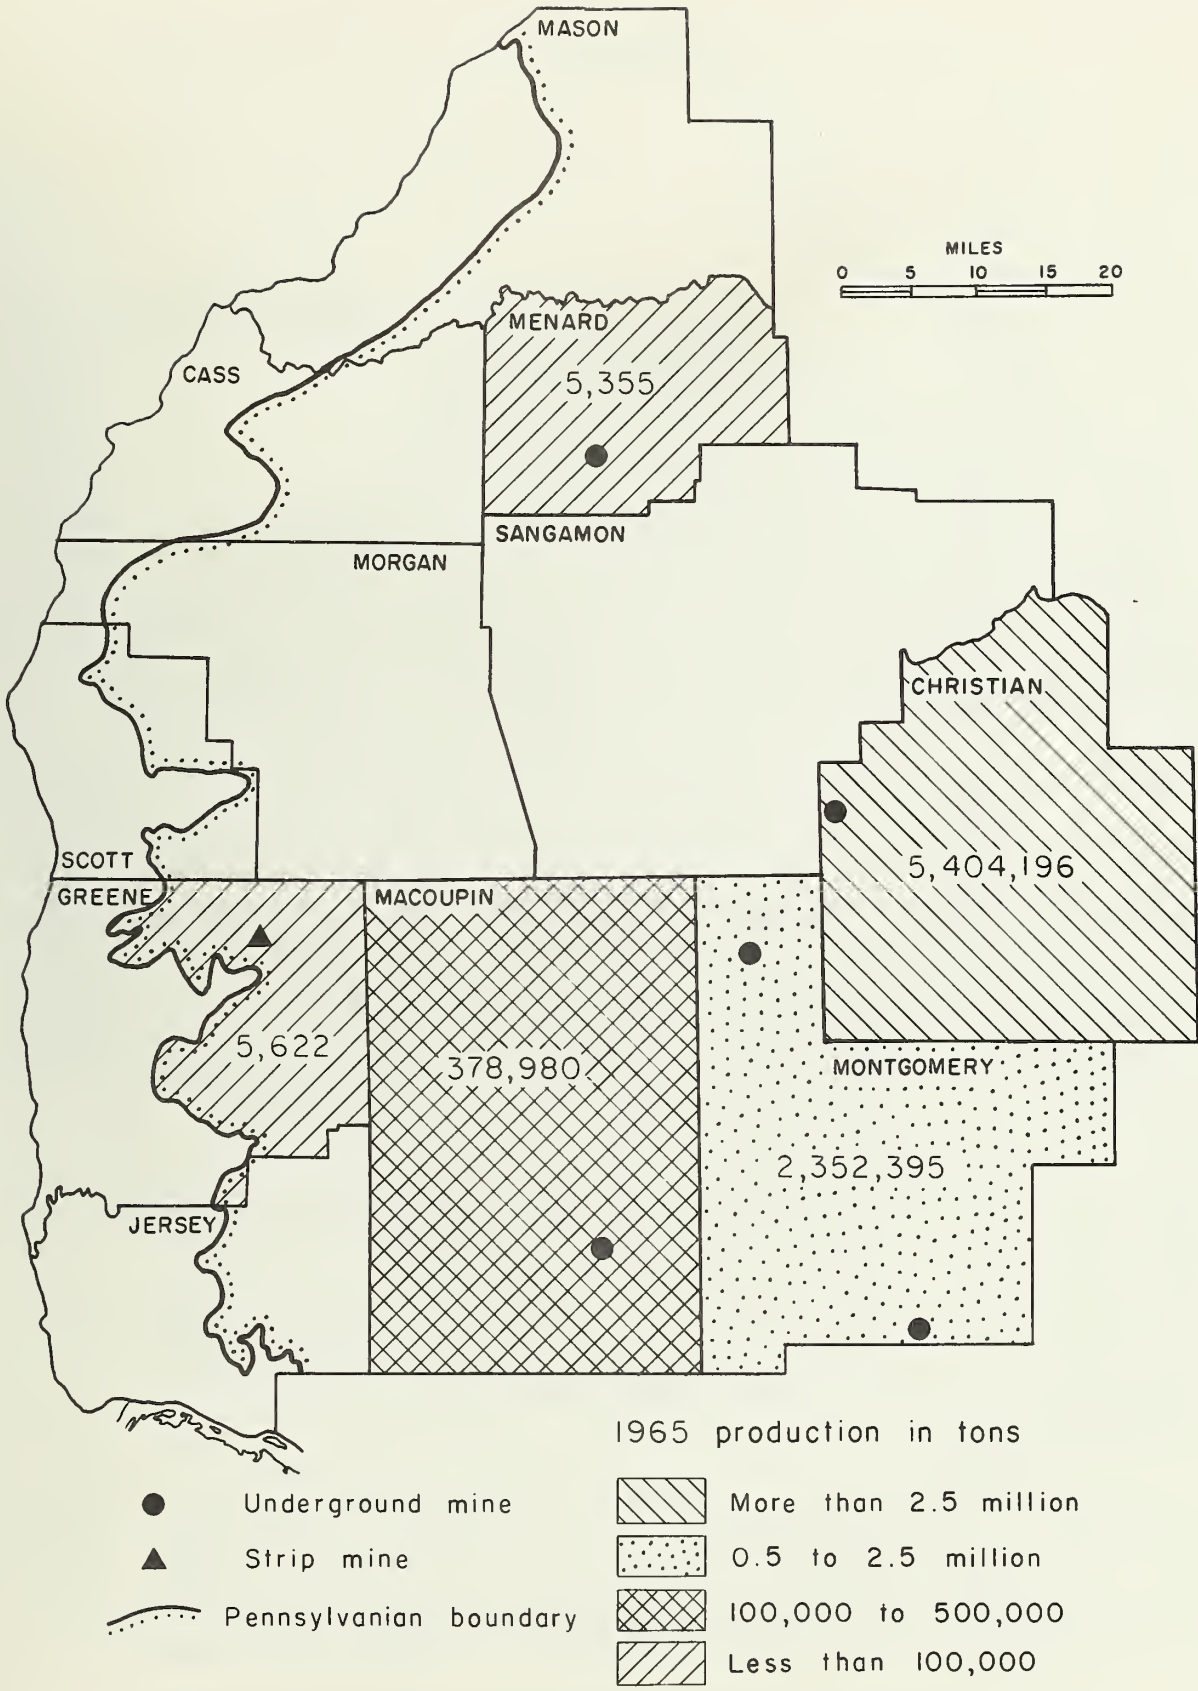 MASON
MILES
0 5 10 15 20
MENARD
5,355
CASS
SANGAMON
MORGAN
CHRISTIAN
5,404,196
SCOTT
GREENE
MACOUPIN
5,622
378,980
MONTGOMERY
2,352,395
JERSEY
1965 production in tons
Underground mine
Strip mine
Pennsylvanian boundary
More than 2.5 million
0.5 to 2.5 million
100,000 to 500,000
Less than 100,000